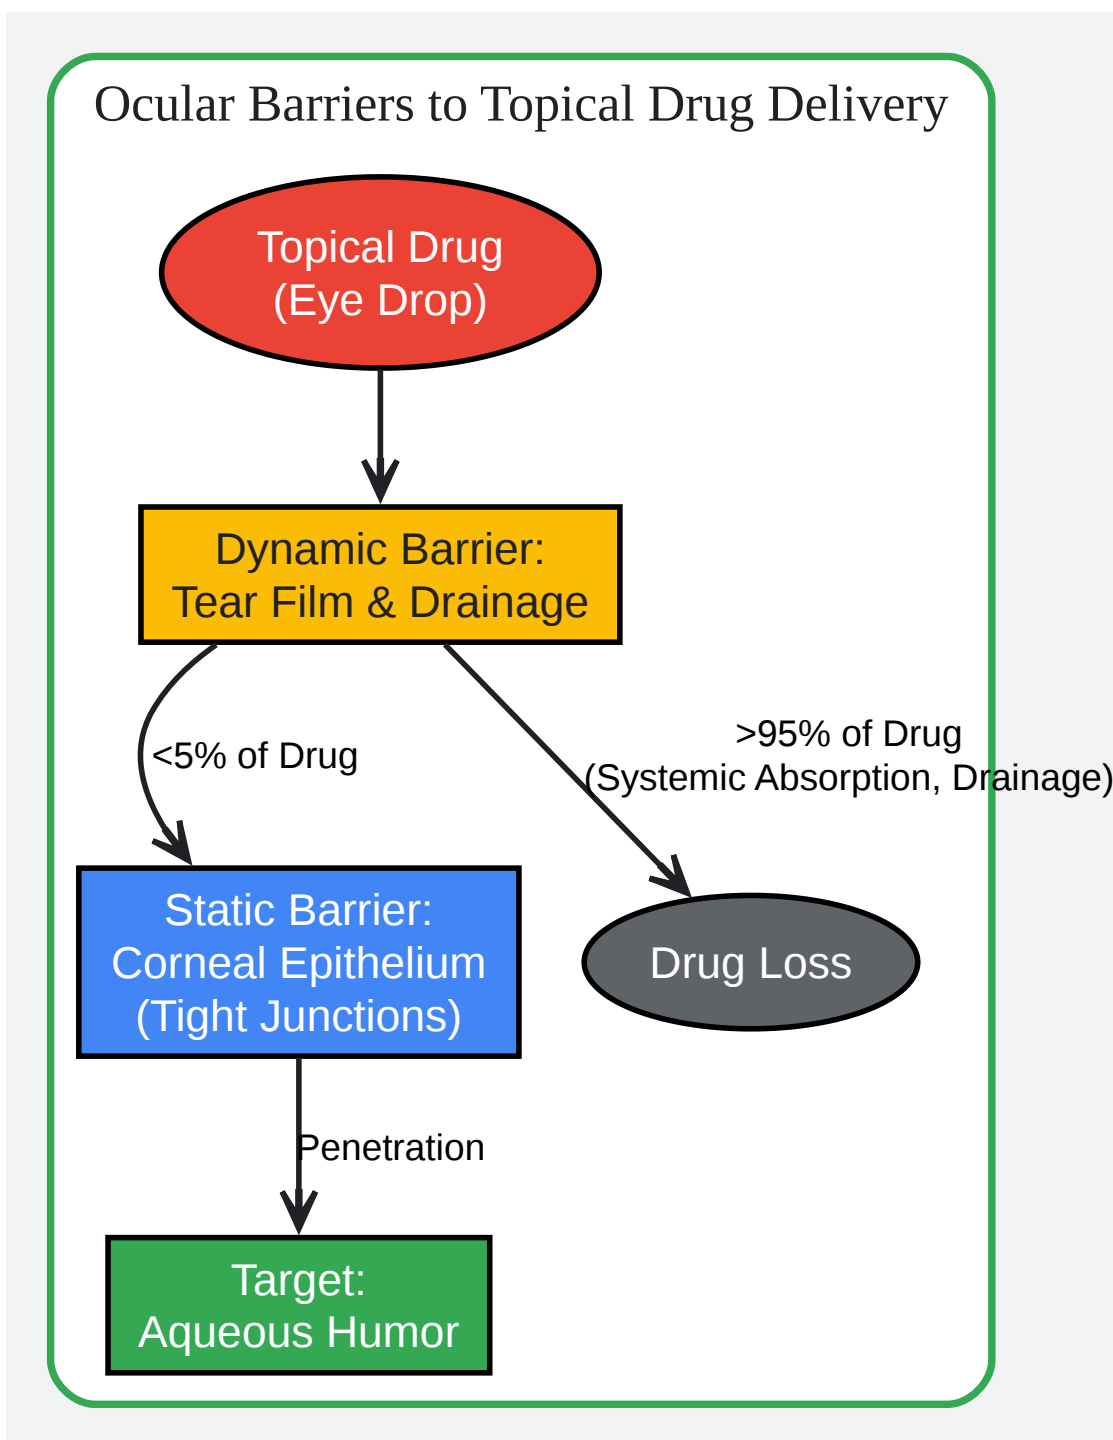 Ocular Barriers to Topical Drug Delivery
Topical Drug
(Eye Drop)
Dynamic Barrier:
Tear Film & Drainage
<5% of Drug
>95% of Drug
(Systemic Absorption, Drainage)
Static Barrier:
Corneal Epithelium
(Tight Junctions)
Drug Loss
Penetration
Target:
Aqueous Humor